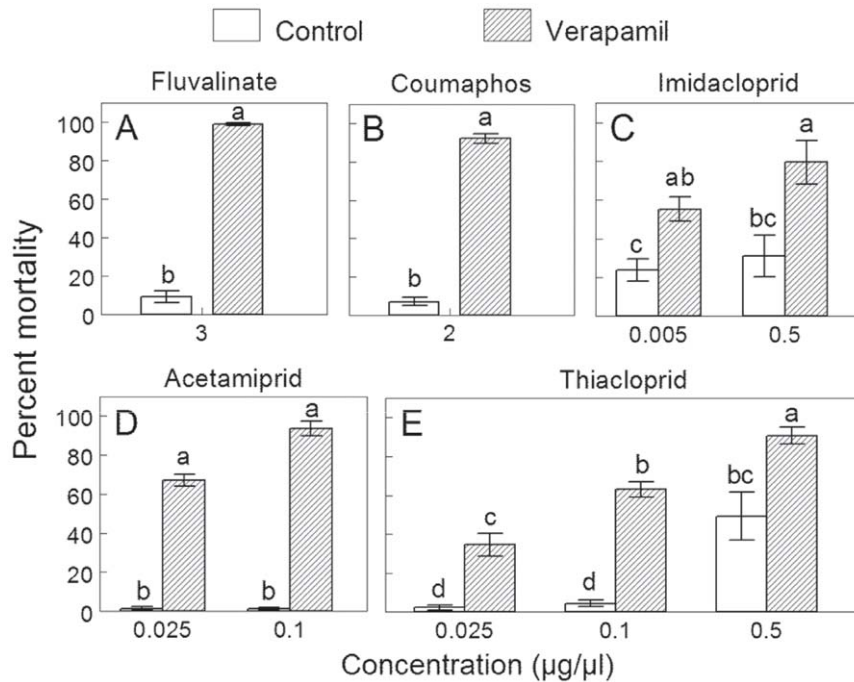 Control Verapamil
Fluvalinate Coumaphos Imidacloprid
A B C
100
80
60
40
20
0
b a
b a
c ab bc a
3 2 0.005 0.5
Percent mortality
Acetamiprid Thiacloprid
D E
100
80
60
40
20
0
b a b a
d c d b bc a
0.025 0.1 0.025 0.1 0.5
Concentration (µg/µl)